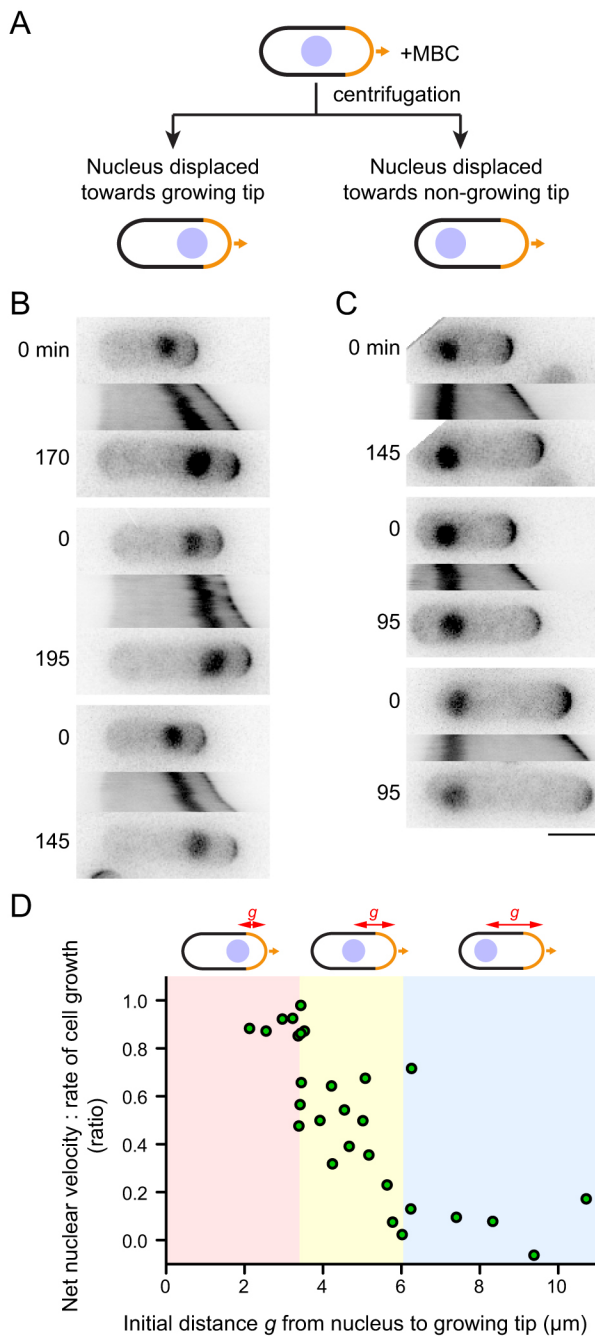 A
+MBC
centrifugation
Nucleus displaced
towards growing tip
Nucleus displaced
towards non-growing tip
B
0 min
170
0
195
0
145
C
0 min
145
0
95
0
95
D
g
g
g
Net nuclear velocity : rate of cell growth
(ratio)
1.0
0.8
0.6
0.4
0.2
0.0
0 2 4 6 8 10
Initial distance g from nucleus to growing tip (μm)